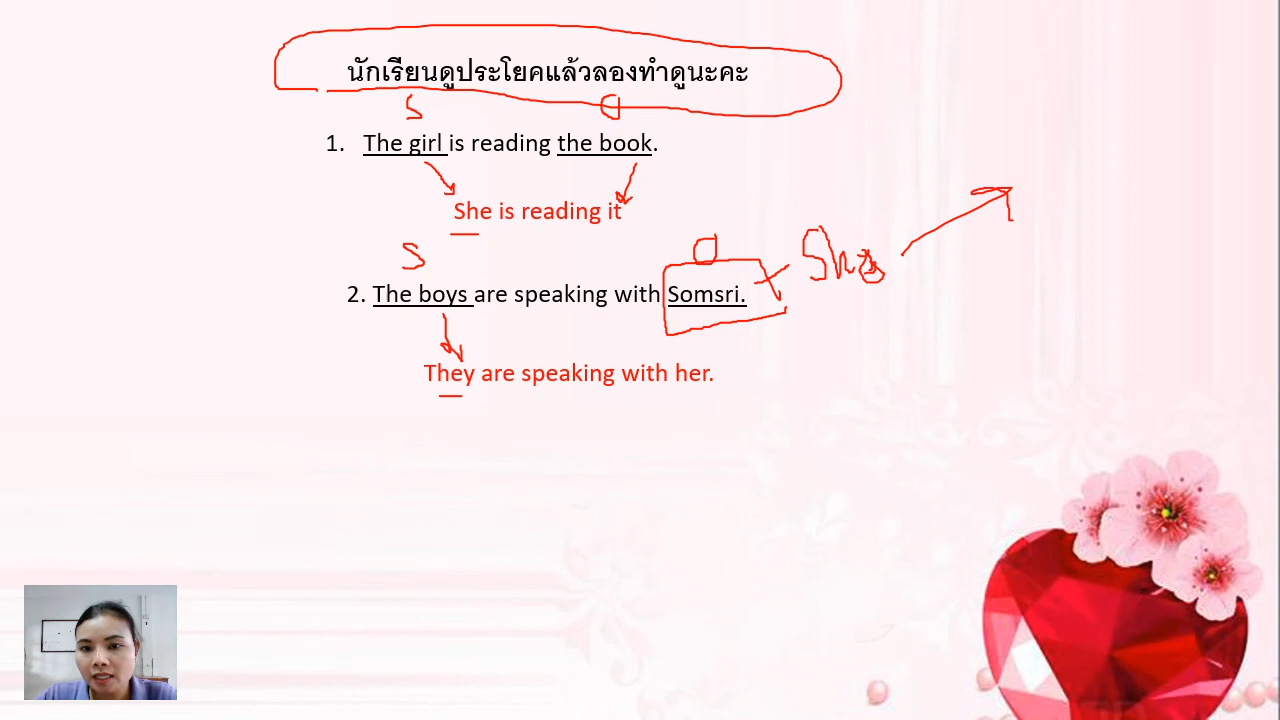 นักเรียนดูประโยคแล้วลองทำดูนะคะ
S O
1. The girl is reading the book.
She is reading it
S O
2. The boys are speaking with Somsri.
She
They are speaking with her.